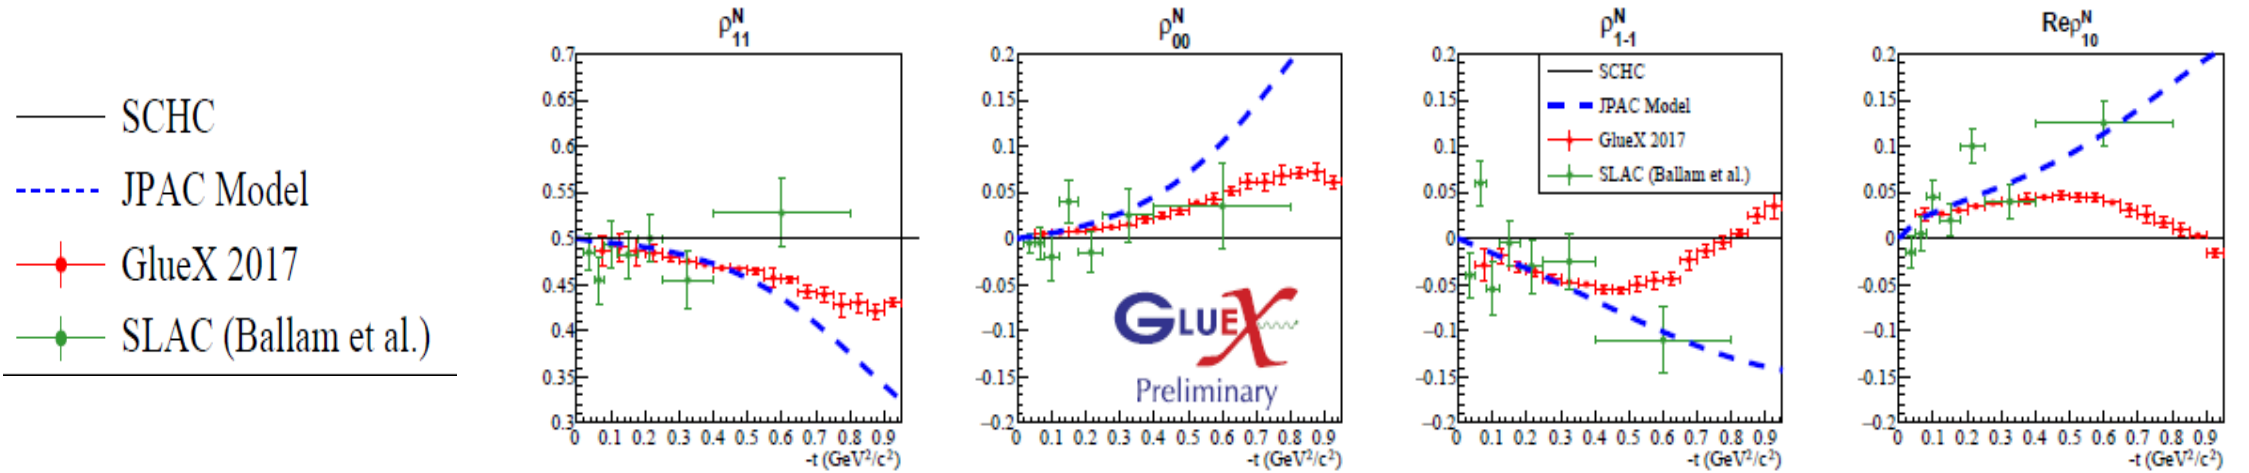 SCHC
JPAC Model
GlueX 2017
SLAC (Ballam et al.)
ρ11N
0.7
0.65
0.6
0.55
0.5
0.45
0.4
0.35
0.3
0 0.1 0.2 0.3 0.4 0.5 0.6 0.7 0.8 0.9
-t (GeV²/c²)
ρ00N
0.2
0.15
0.1
0.05
0
−0.05
−0.1
−0.15
−0.2
0 0.1 0.2 0.3 0.4 0.5 0.6 0.7 0.8 0.9
-t (GeV²/c²)
GLUEX
Preliminary
ρ1-1N
SCHC
JPAC Model
GlueX 2017
SLAC (Ballam et al.)
0.2
0.15
0.1
0.05
0
−0.05
−0.1
−0.15
−0.2
0 0.1 0.2 0.3 0.4 0.5 0.6 0.7 0.8 0.9
-t (GeV²/c²)
Reρ10N
0.2
0.15
0.1
0.05
0
−0.05
−0.1
−0.15
−0.2
0 0.1 0.2 0.3 0.4 0.5 0.6 0.7 0.8 0.9
-t (GeV²/c²)